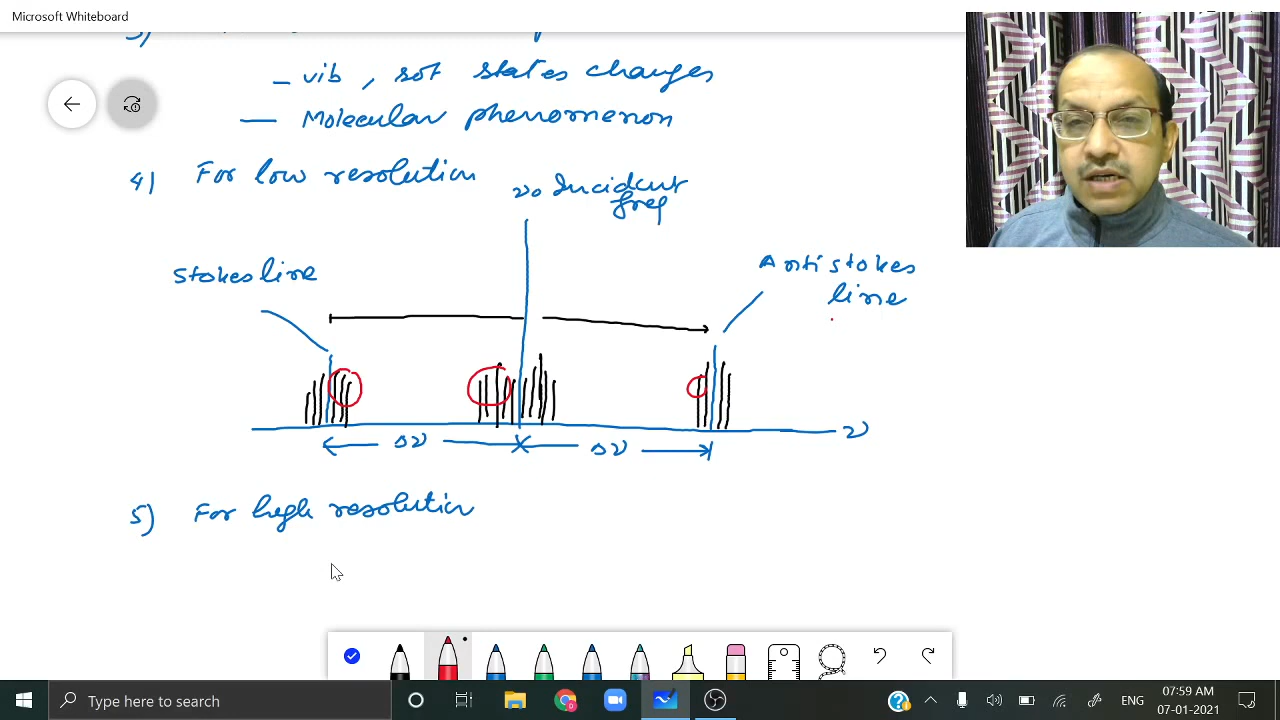 Microsoft Whiteboard
3)
- vib , rot states changes
— Molecular phenomenon
4) For low resolution
ν₀ Incident
freq
Stokes line
Antistokes
line
Δν
Δν
ν
5) For high resolution
Type here to search
ENG
07:59 AM
07-01-2021